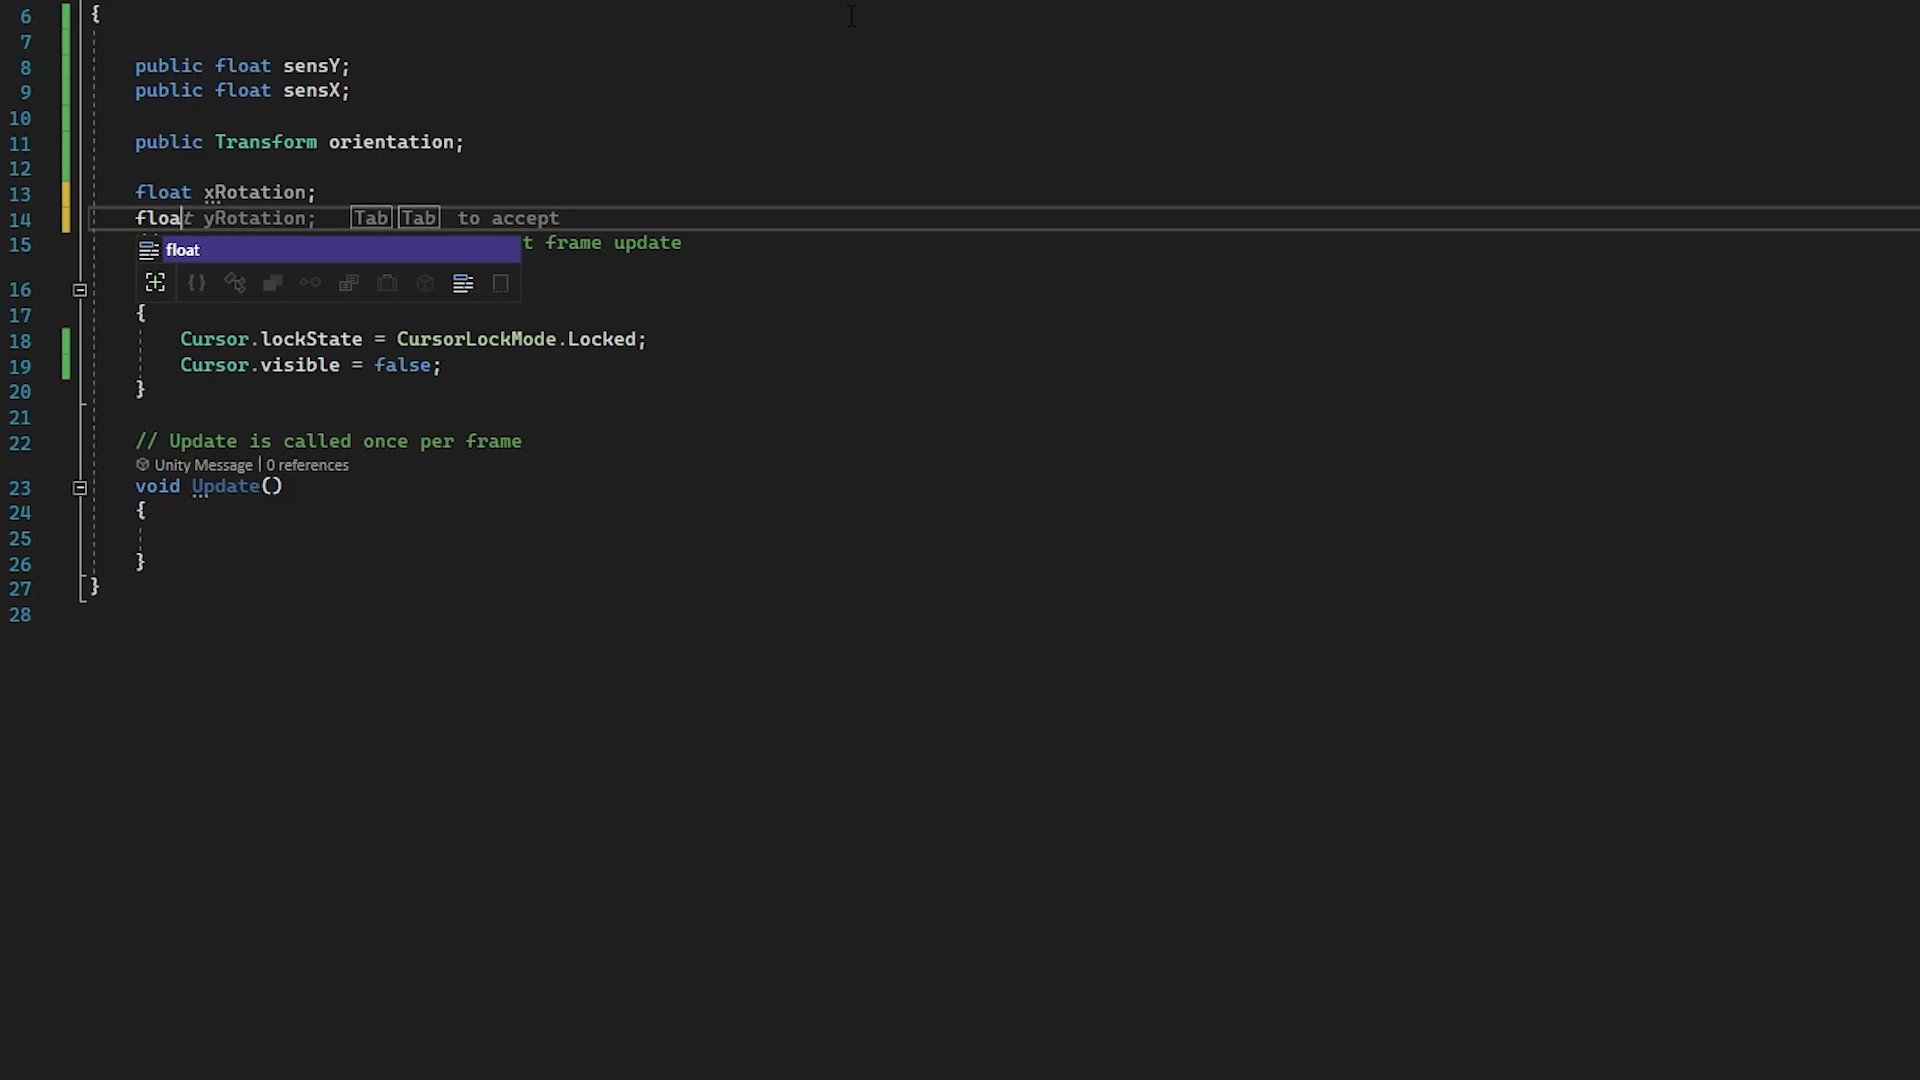 6 {
7
8 public float sensY;
9 public float sensX;
10
11 public Transform orientation;
12
13 float xRotation;
14 float yRotation; Tab Tab to accept
15 t frame update
float
{}
16
17 {
18 Cursor.lockState = CursorLockMode.Locked;
19 Cursor.visible = false;
20 }
21
22 // Update is called once per frame
Unity Message | 0 references
23 void Update()
24 {
25
26 }
27 }
28